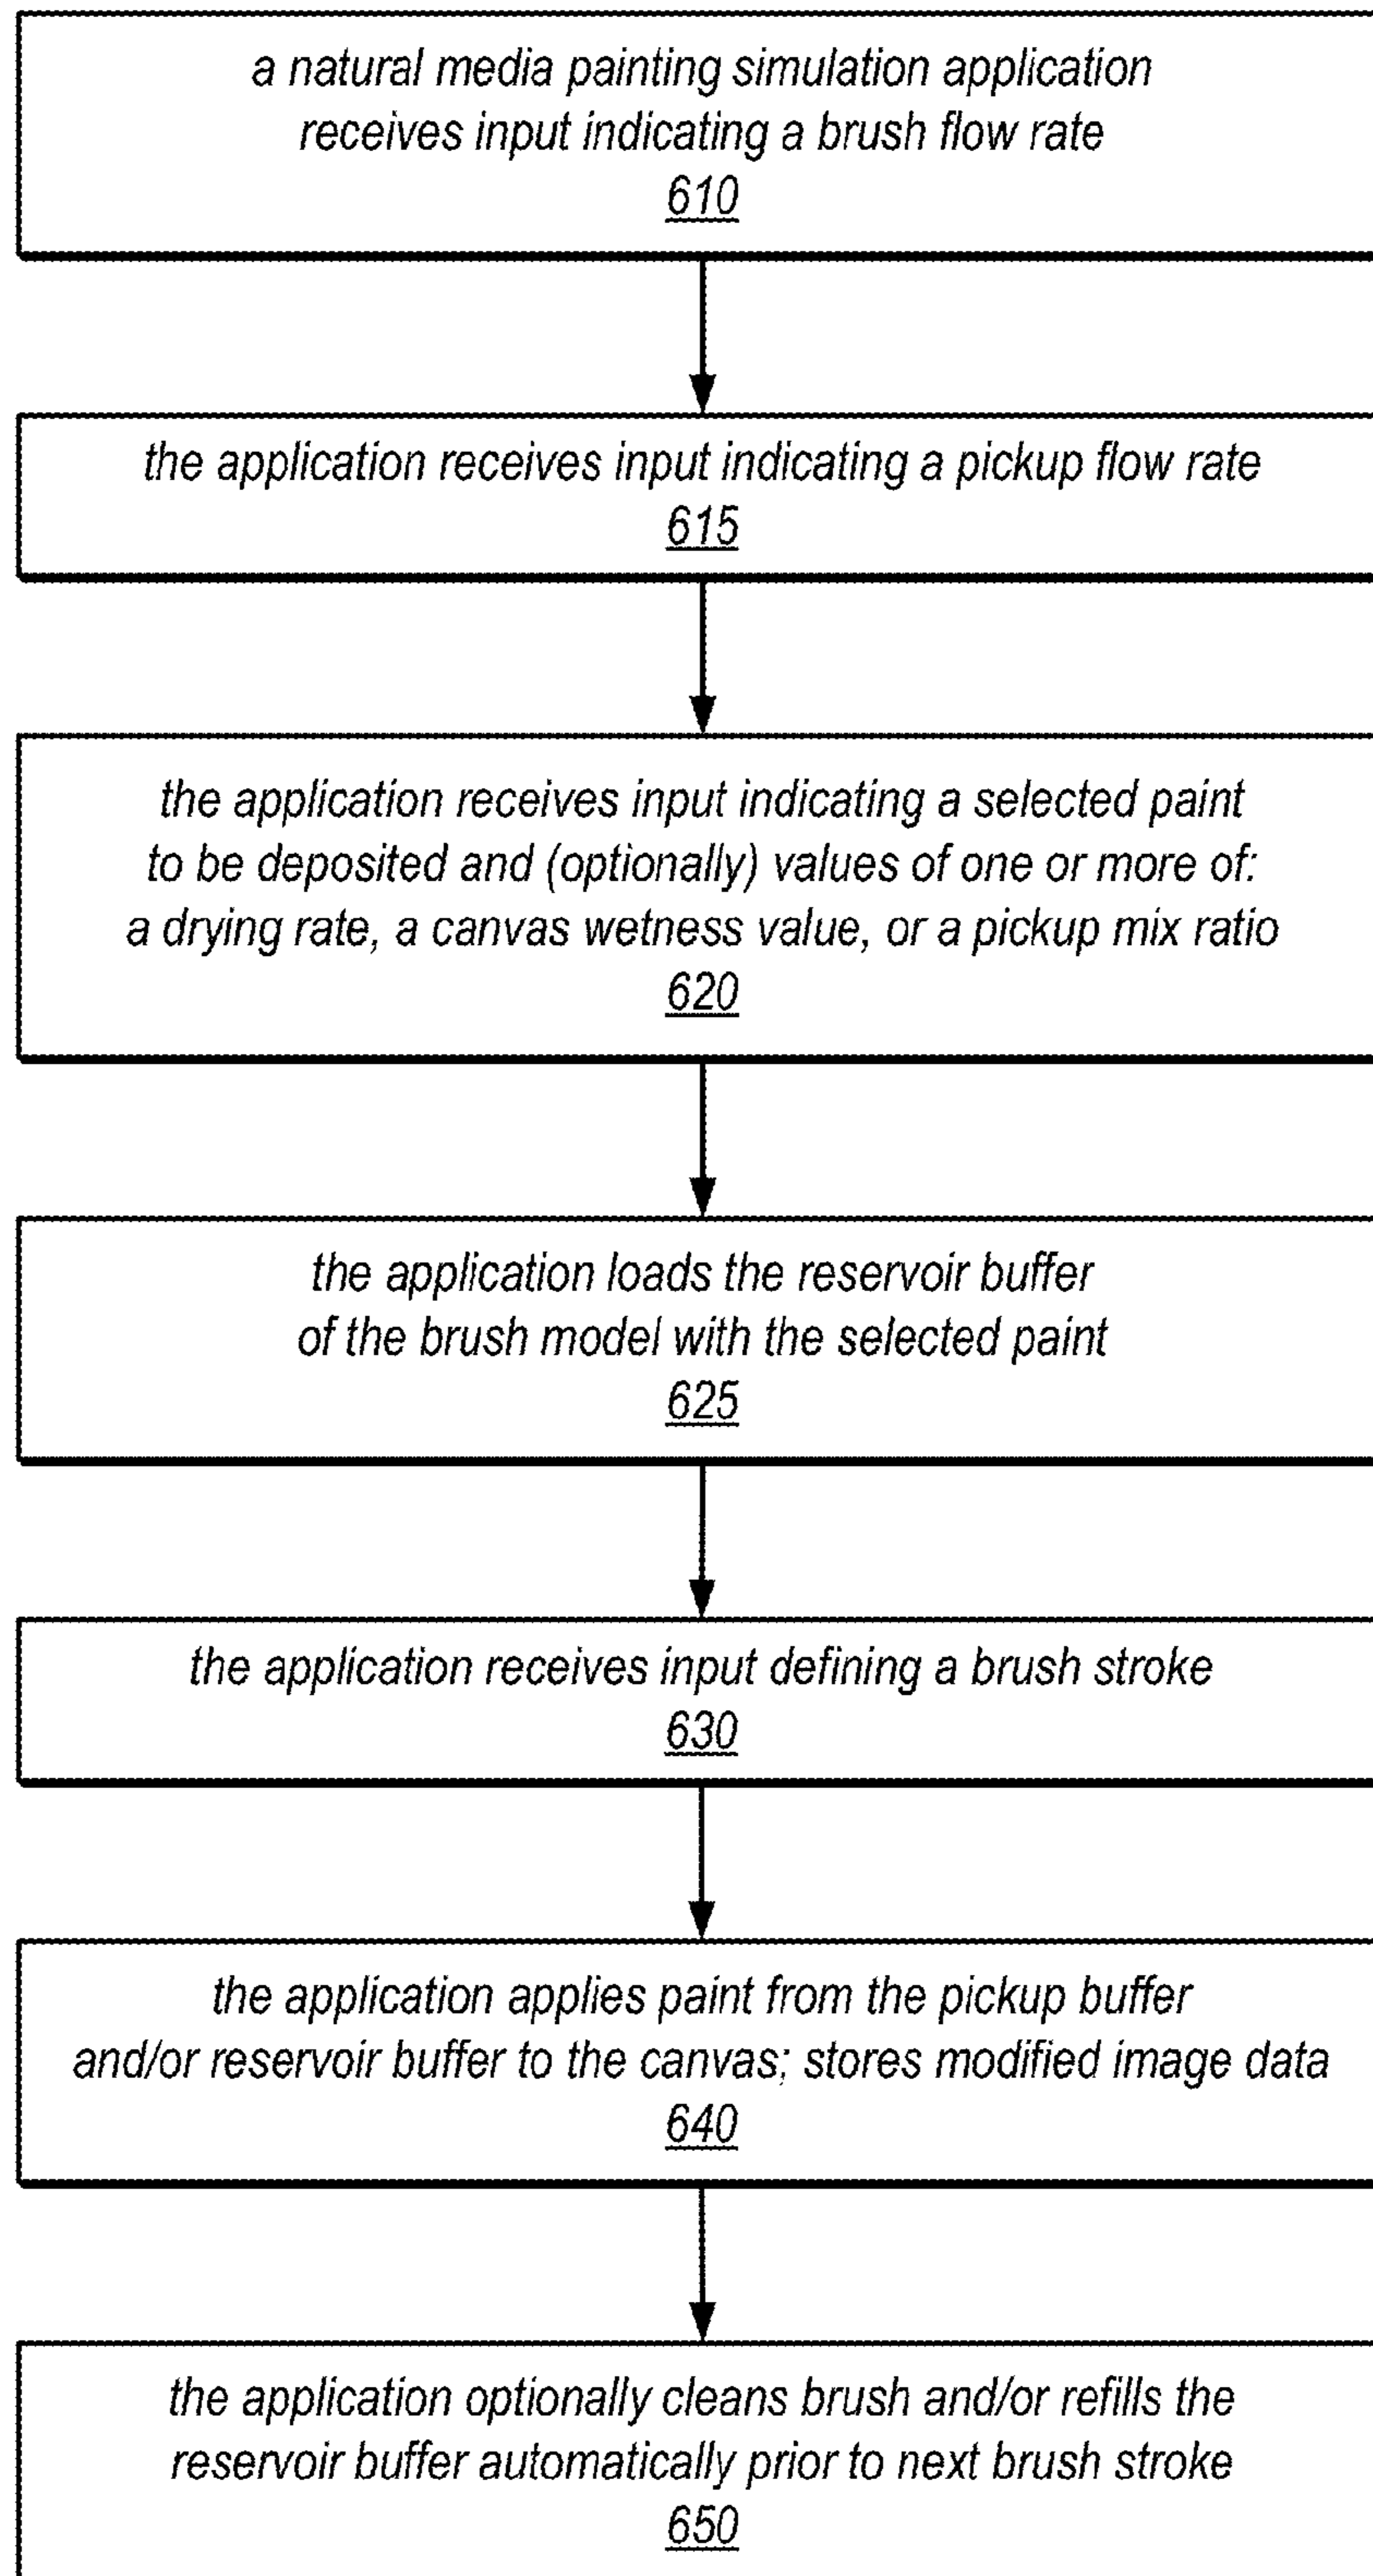 a natural media painting simulation application
receives input indicating a brush flow rate
610
the application receives input indicating a pickup flow rate
615
the application receives input indicating a selected paint
to be deposited and (optionally) values of one or more of:
a drying rate, a canvas wetness value, or a pickup mix ratio
620
the application loads the reservoir buffer
of the brush model with the selected paint
625
the application receives input defining a brush stroke
630
the application applies paint from the pickup buffer
and/or reservoir buffer to the canvas; stores modified image data
640
the application optionally cleans brush and/or refills the
reservoir buffer automatically prior to next brush stroke
650